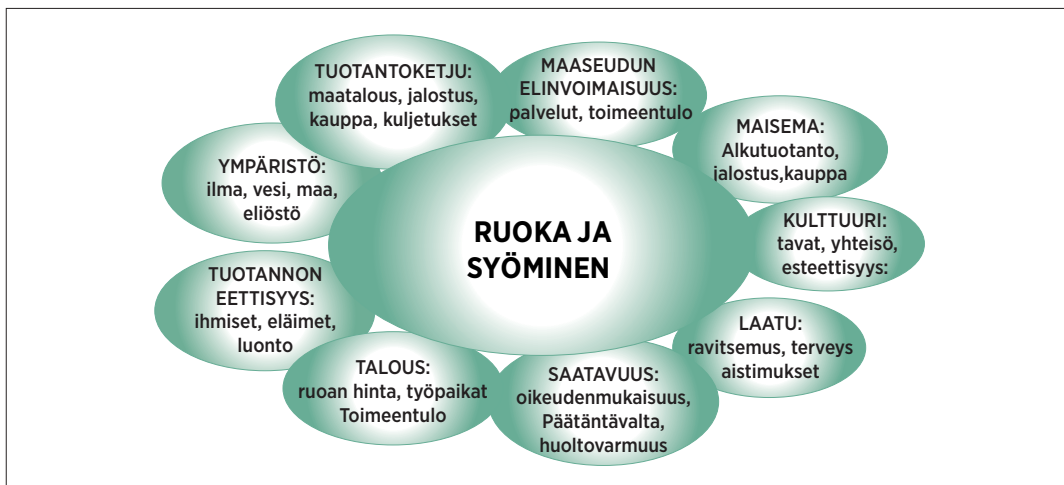 TUOTANTOKETJU:
maatalous, jalostus,
kauppa, kuljetukset
MAASEUDUN
ELINVOIMAISUUS:
palvelut, toimeentulo
MAISEMA:
Alkutuotanto,
jalostus,kauppa
YMPÄRISTÖ:
ilma, vesi, maa,
eliöstö
RUOKA JA
SYÖMINEN
KULTTUURI:
tavat, yhteisö,
esteettisyys:
TUOTANNON
EETTISYYS:
ihmiset, eläimet,
luonto
LAATU:
ravitsemus, terveys
aistimukset
TALOUS:
ruoan hinta, työpaikat
Toimeentulo
SAATAVUUS:
oikeudenmukaisuus,
Päätäntävalta,
huoltovarmuus